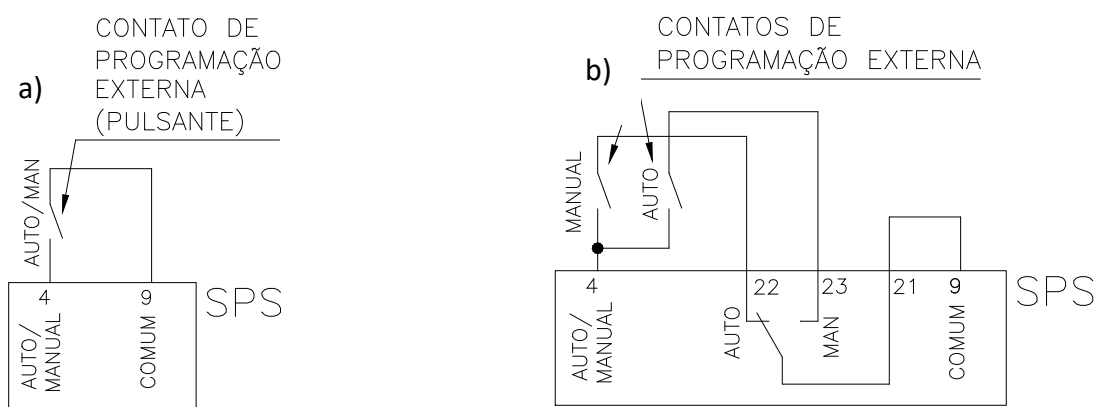 a)
CONTATO DE
PROGRAMAÇÃO
EXTERNA
(PULSANTE)
AUTO/MAN
4
9
SPS
AUTO/
MANUAL
COMUM
b)
CONTATOS DE
PROGRAMAÇÃO EXTERNA
MANUAL
AUTO
4
22
23
21
9
SPS
AUTO/
MANUAL
AUTO
MAN
COMUM